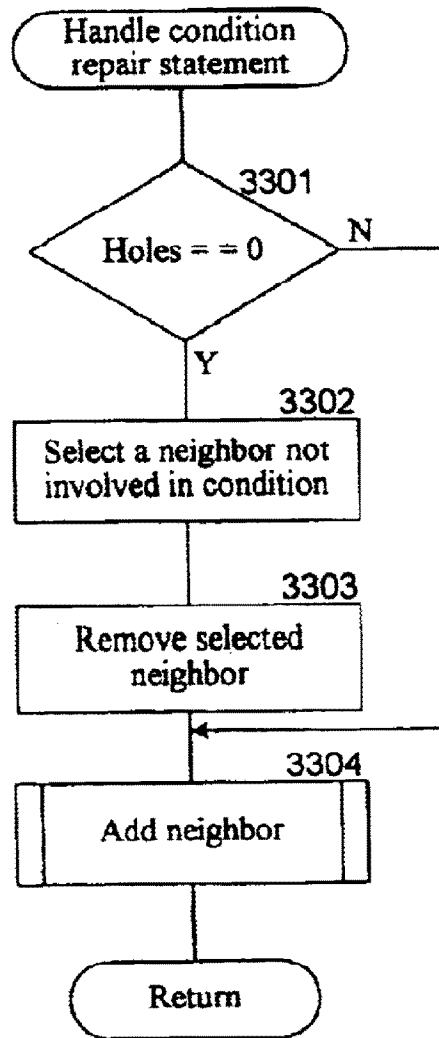 Handle condition
repair statement
3301
Holes = = 0
N
Y
3302
Select a neighbor not
involved in condition
3303
Remove selected
neighbor
3304
Add neighbor
Return